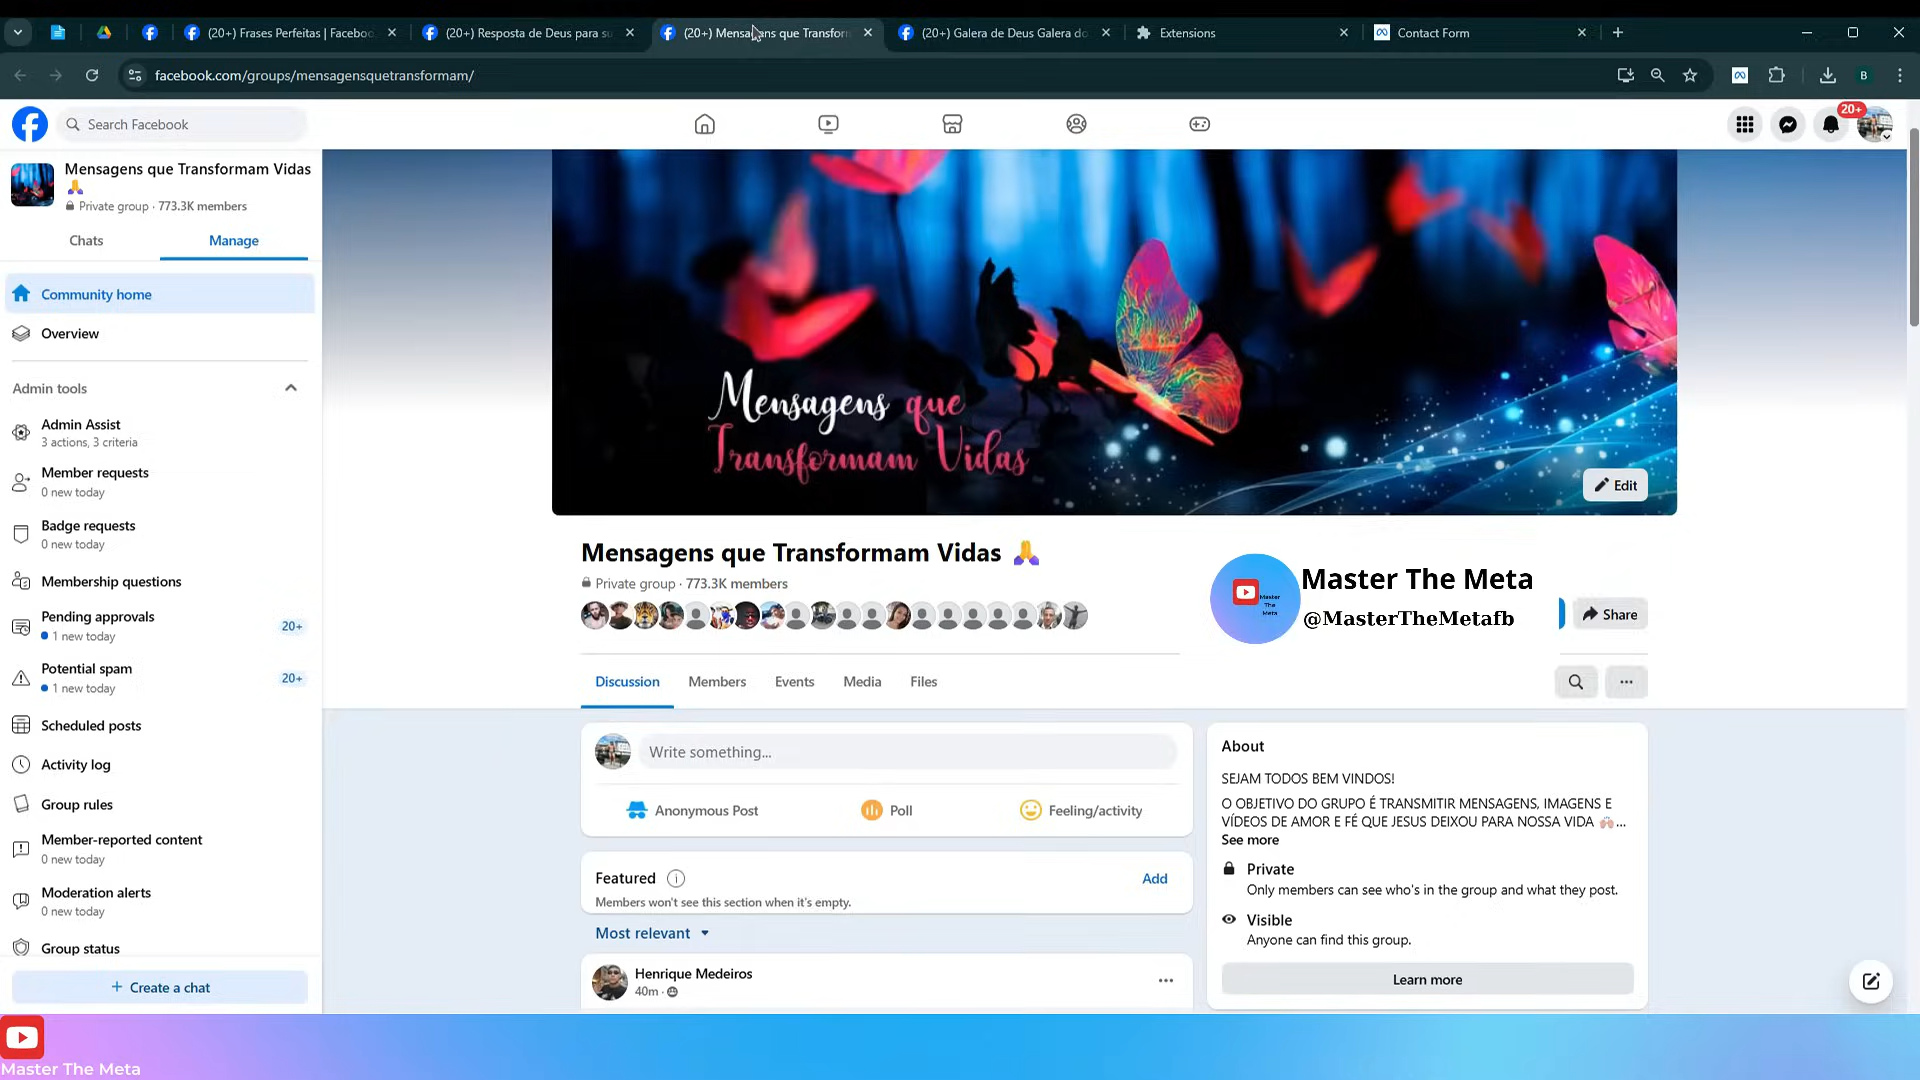 (20+) Frases Perfeitas | Faceboo
(20+) Resposta de Deus para su
(20+) Mensagens que Transfor
(20+) Galera de Deus Galera do
Extensions
Contact Form
facebook.com/groups/mensagensquetransformam/
B
Search Facebook
20+
Mensagens que Transformam Vidas
🙏
Private group · 773.3K members
Chats
Manage
Community home
Overview
Admin tools
Admin Assist
3 actions, 3 criteria
Member requests
0 new today
Badge requests
0 new today
Membership questions
Pending approvals
1 new today
20+
Potential spam
1 new today
20+
Scheduled posts
Activity log
Group rules
Member-reported content
0 new today
Moderation alerts
0 new today
Group status
+ Create a chat
Mensagens que
Transformam Vidas
Edit
Mensagens que Transformam Vidas 🙏
Private group · 773.3K members
Master
The
Meta
Master The Meta
@MasterTheMetafb
Share
Discussion
Members
Events
Media
Files
Write something...
Anonymous Post
Poll
Feeling/activity
Featured
Add
Members won't see this section when it's empty.
Most relevant
Henrique Medeiros
40m ·
About
SEJAM TODOS BEM VINDOS!
O OBJETIVO DO GRUPO É TRANSMITIR MENSAGENS, IMAGENS E
VÍDEOS DE AMOR E FÉ QUE JESUS DEIXOU PARA NOSSA VIDA 🙌🏻...
See more
Private
Only members can see who's in the group and what they post.
Visible
Anyone can find this group.
Learn more
Master The Meta